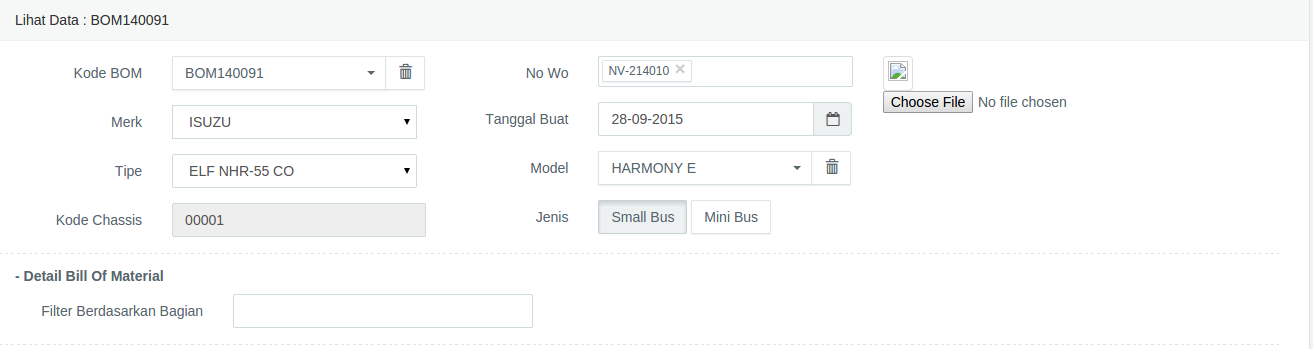 Lihat Data : BOM140091
Kode BOM BOM140091 No Wo NV-214010 ×
Choose File No file chosen
Merk ISUZU Tanggal Buat 28-09-2015
Tipe ELF NHR-55 CO Model HARMONY E
Kode Chassis 00001 Jenis Small Bus Mini Bus
- Detail Bill Of Material
Filter Berdasarkan Bagian